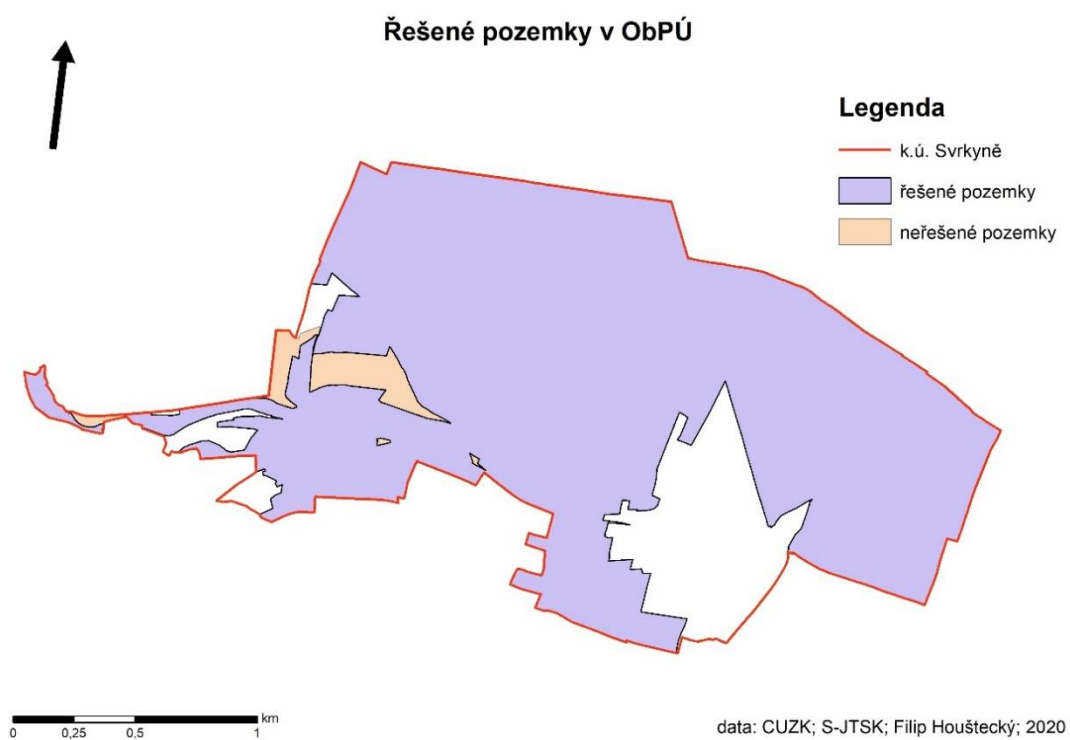 Řešené pozemky v ObPÚ
Legenda
k.ú. Svrkyně
řešené pozemky
neřešené pozemky
km
0 0,25 0,5 1
data: CUZK; S-JTSK; Filip Houštecký; 2020